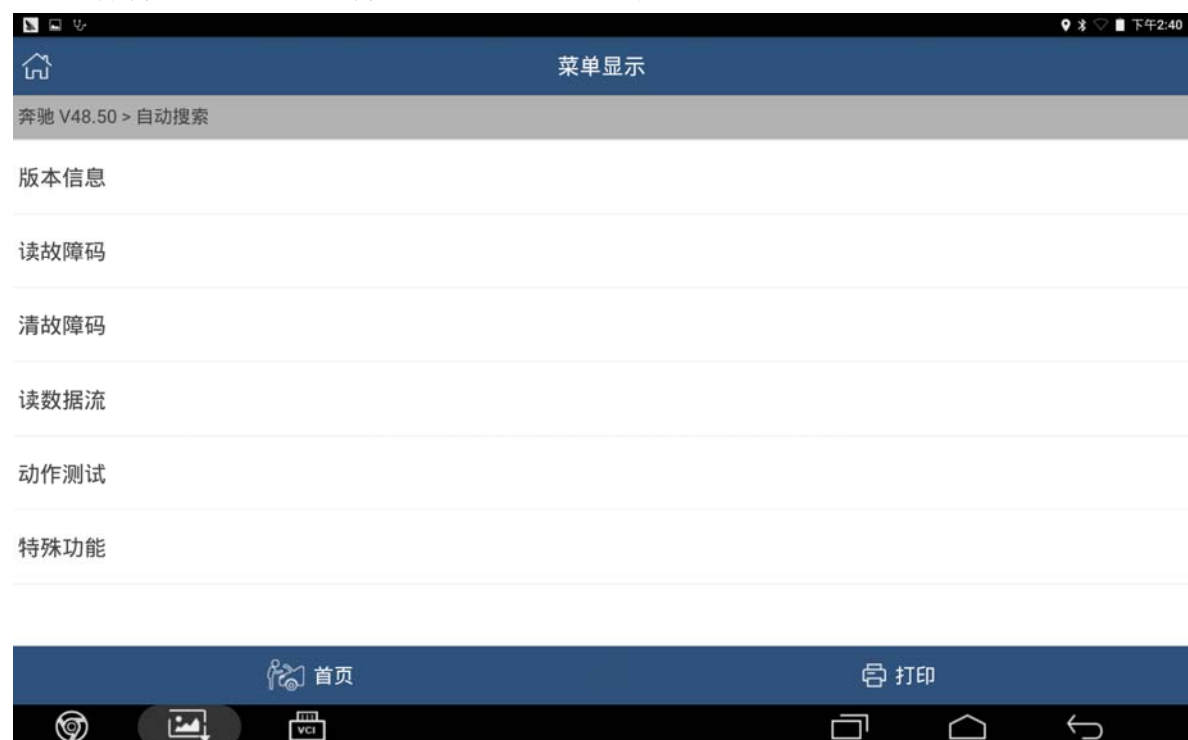 下午2:40
菜单显示
奔驰 V48.50 > 自动搜索
版本信息
读故障码
清故障码
读数据流
动作测试
特殊功能
首页
打印
VCI